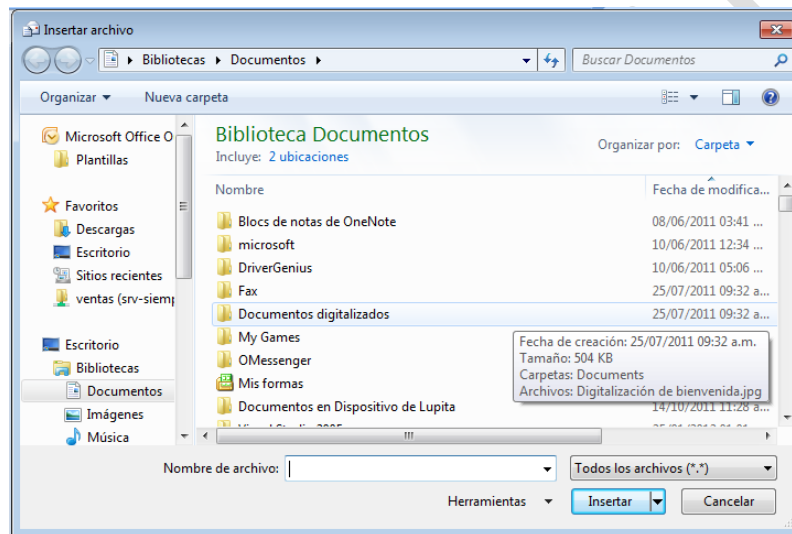 Insertar archivo
Bibliotecas Documentos
Buscar Documentos
Organizar Nueva carpeta
Microsoft Office O
Plantillas
Favoritos
Descargas
Escritorio
Sitios recientes
ventas (srv-siemp
Escritorio
Bibliotecas
Documentos
Imágenes
Música
Biblioteca Documentos
Incluye: 2 ubicaciones
Organizar por: Carpeta
Nombre Fecha de modifica...
Blocs de notas de OneNote 08/06/2011 03:41 ...
microsoft 10/06/2011 12:34 ...
DriverGenius 10/06/2011 05:06 ...
Fax 25/07/2011 09:32 a...
Documentos digitalizados 25/07/2011 09:32 a...
My Games
OMessenger
Mis formas
Documentos en Dispositivo de Lupita 14/10/2011 11:28 a...
Fecha de creación: 25/07/2011 09:32 a.m.
Tamaño: 504 KB
Carpetas: Documents
Archivos: Digitalización de bienvenida.jpg
Nombre de archivo:
Todos los archivos (*.*)
Herramientas Insertar Cancelar